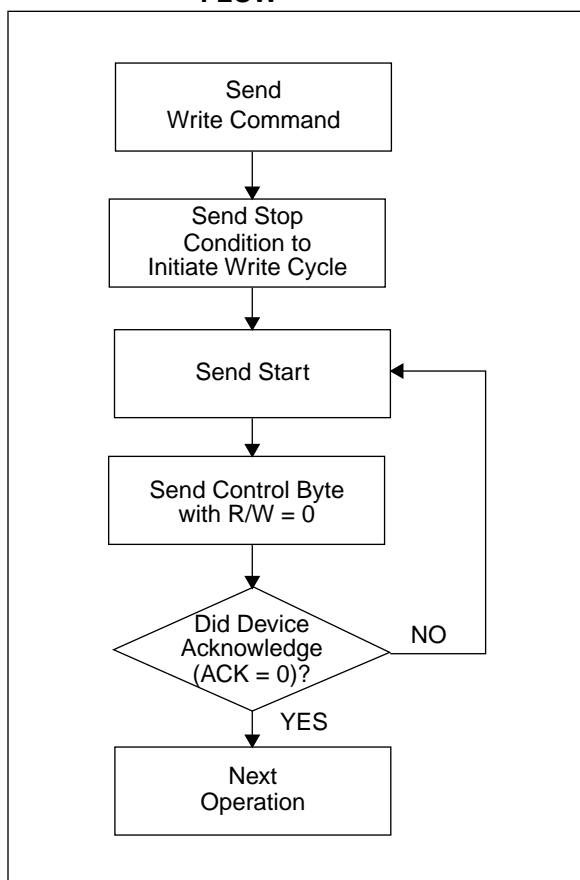 Send
Write Command
Send Stop
Condition to
Initiate Write Cycle
Send Start
Send Control Byte
with R/W = 0
Did Device
Acknowledge
(ACK = 0)?
NO
YES
Next
Operation